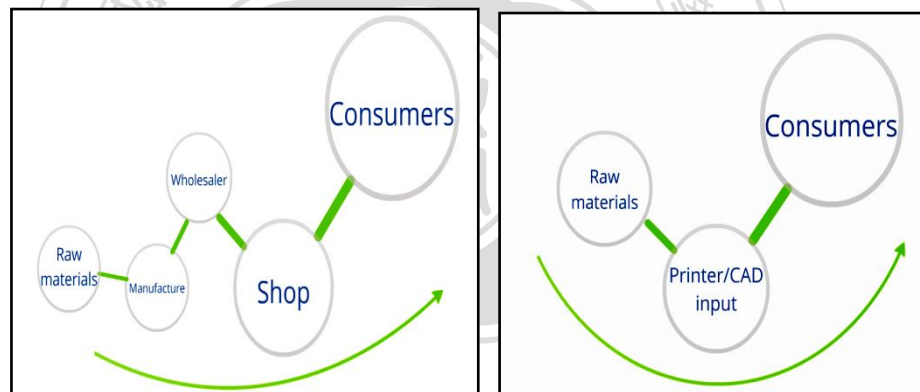 Raw
materials
Manufacture
Wholesaler
Shop
Consumers
Raw
materials
Printer/CAD
input
Consumers